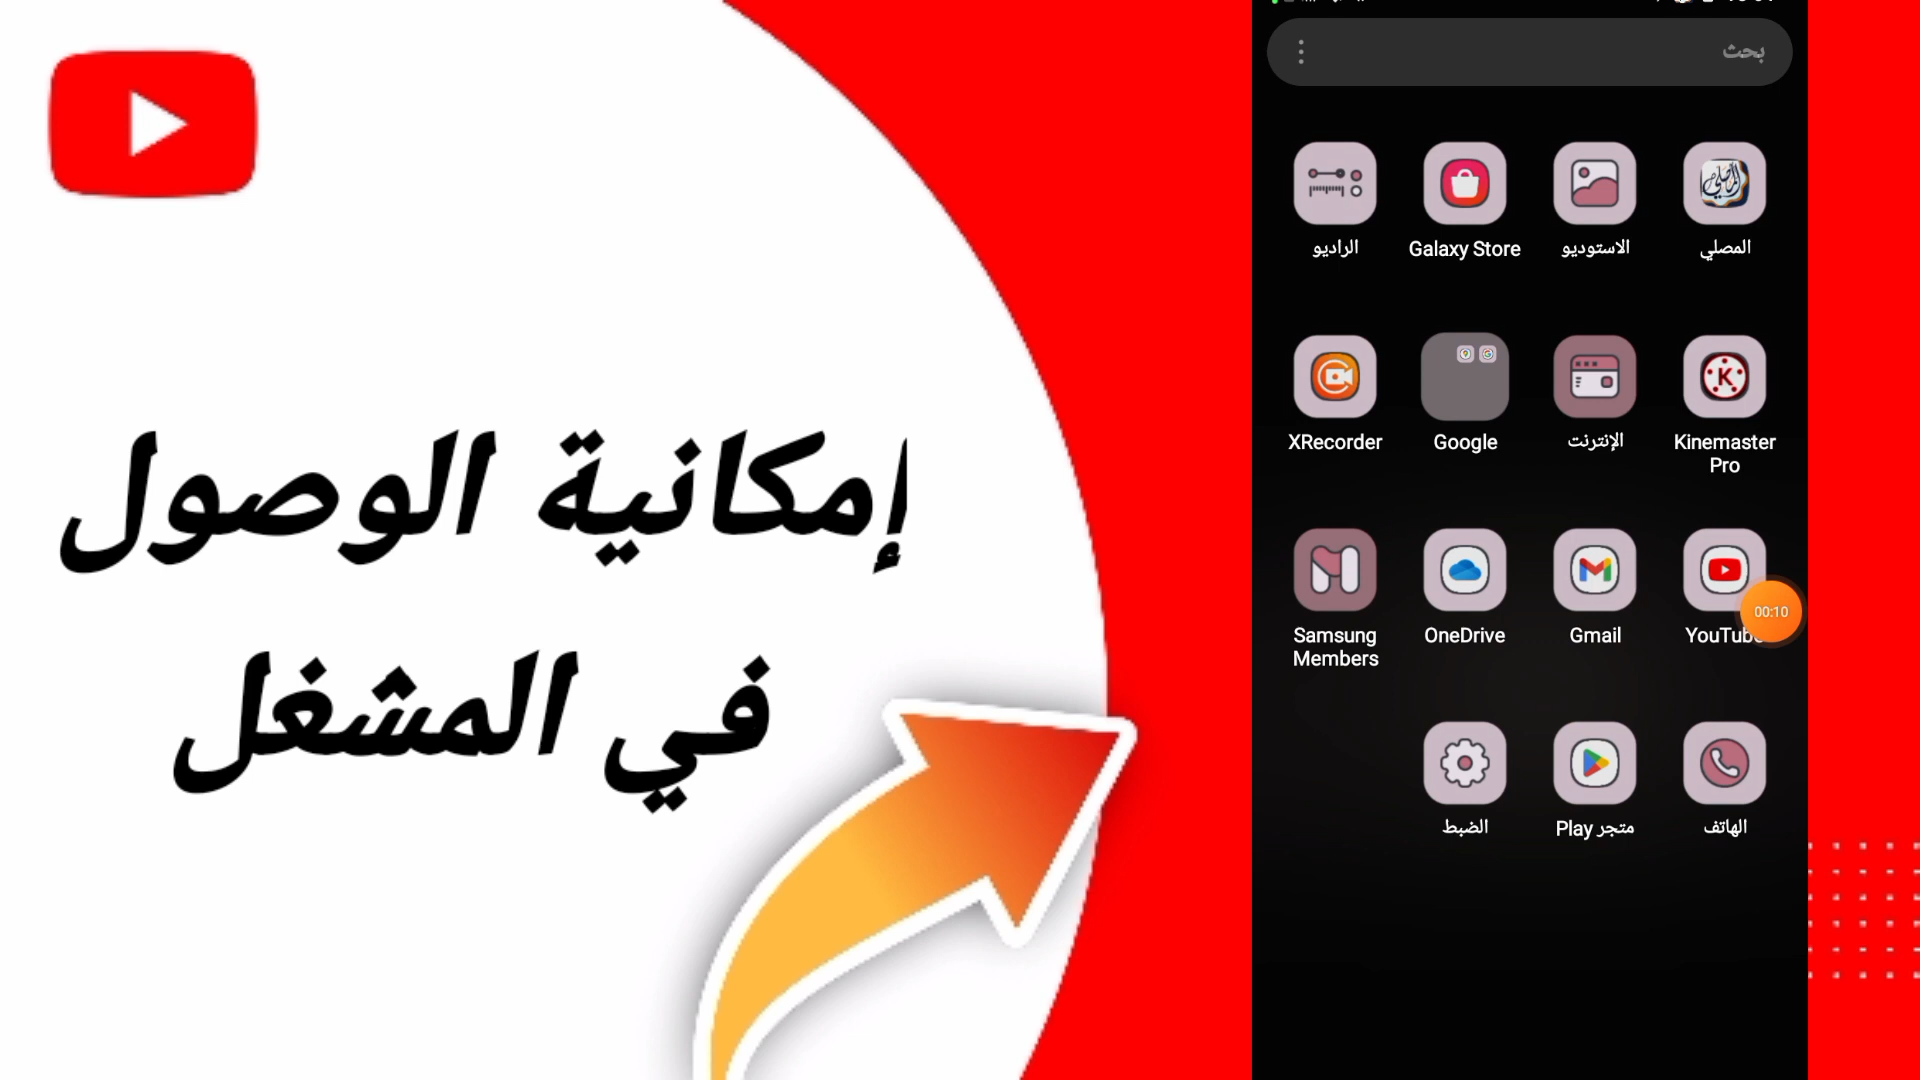 إمكانية الوصول
في المشغل
بحث
المصلي
الاستوديو
Galaxy Store
الراديو
Kinemaster
Pro
الإنترنت
Google
XRecorder
YouTube
00:10
Gmail
OneDrive
Samsung
Members
الهاتف
متجر Play
الضبط